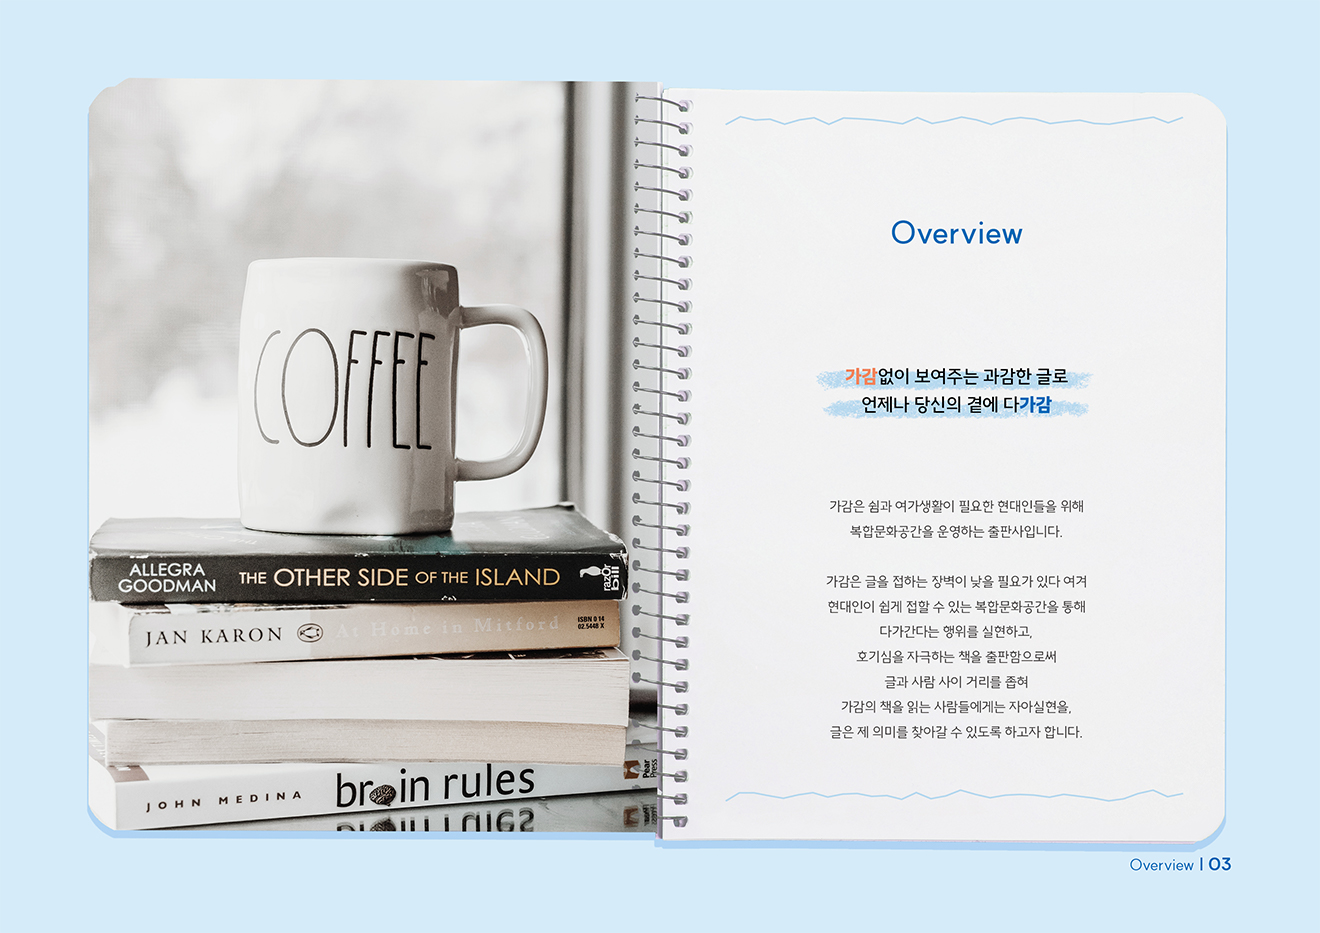 COFFEE
ALLEGRA
GOODMAN
THE OTHER SIDE OF THE ISLAND
razOr
bill
JAN KARON
At Home in Mitford
ISBN 0 14
02.5448 X
JOHN MEDINA
brain rules
Pear
Press
Overview
가감없이 보여주는 과감한 글로
언제나 당신의 곁에 다가감
가감은 쉼과 여가생활이 필요한 현대인들을 위해
복합문화공간을 운영하는 출판사입니다.
가감은 글을 접하는 장벽이 낮을 필요가 있다 여겨
현대인이 쉽게 접할 수 있는 복합문화공간을 통해
다가간다는 행위를 실현하고,
호기심을 자극하는 책을 출판함으로써
글과 사람 사이 거리를 좁혀
가감의 책을 읽는 사람들에게는 자아실현을,
글은 제 의미를 찾아갈 수 있도록 하고자 합니다.
Overview | 03